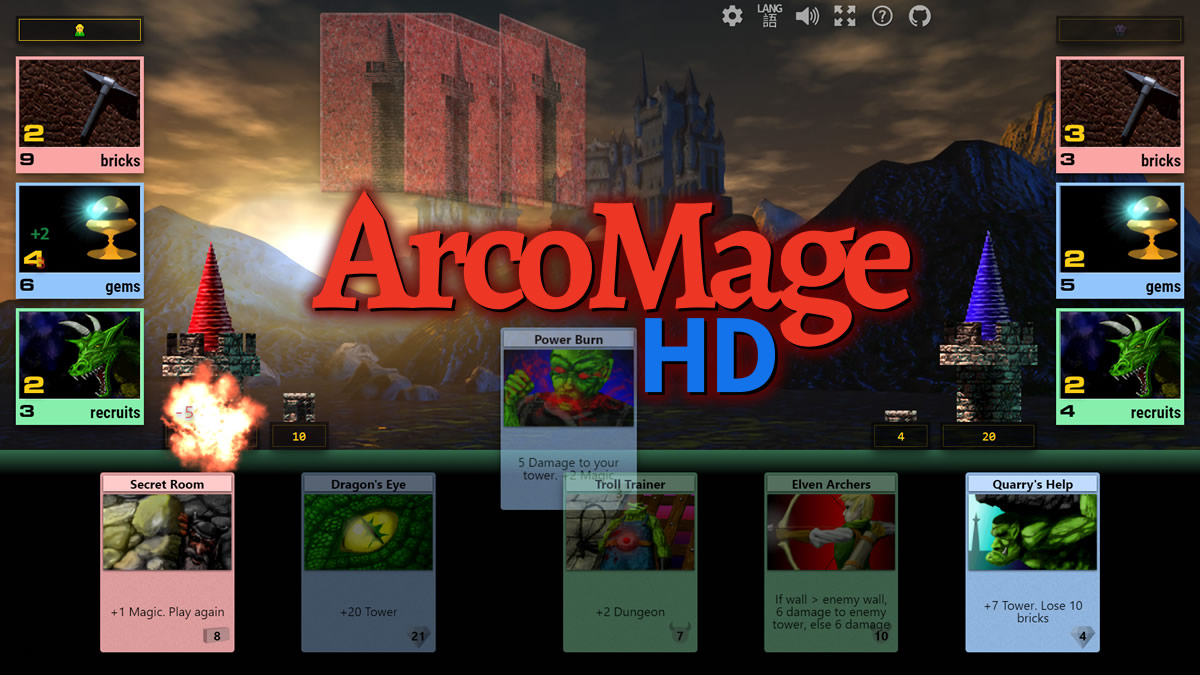 LANG
語
?
2
9 bricks
+2
4
6 gems
2
3 recruits
3
3 bricks
2
5 gems
2
4 recruits
ArcoMage
HD
-5
10
4
20
Power Burn
5 Damage to your
tower. +2 Magic
Secret Room
+1 Magic. Play again
8
Dragon's Eye
+20 Tower
21
Troll Trainer
+2 Dungeon
7
Elven Archers
If wall > enemy wall,
6 damage to enemy
tower, else 6 damage
10
Quarry's Help
+7 Tower. Lose 10
bricks
4